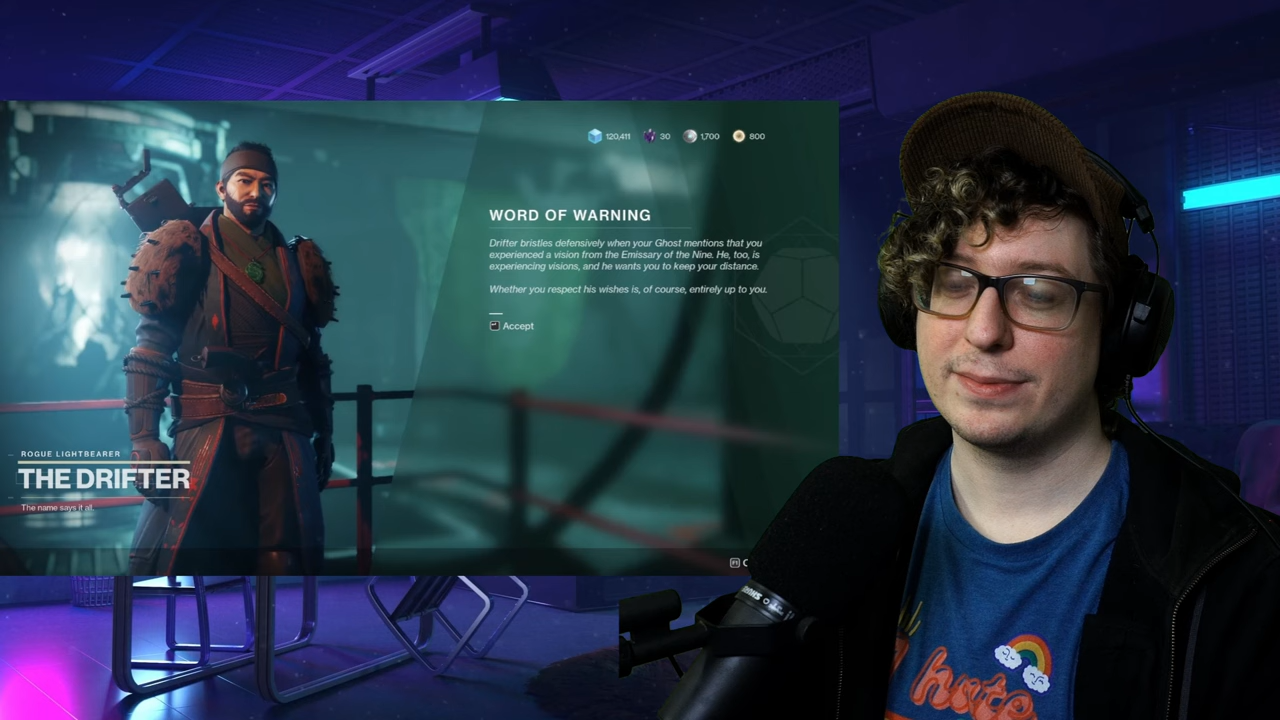 120,411 30 1,700 800
WORD OF WARNING
Drifter bristles defensively when your Ghost mentions that you
experienced a vision from the Emissary of the Nine. He, too, is
experiencing visions, and he wants you to keep your distance.
Whether you respect his wishes is, of course, entirely up to you.
Accept
ROGUE LIGHTBEARER
THE DRIFTER
The name says it all.
hate